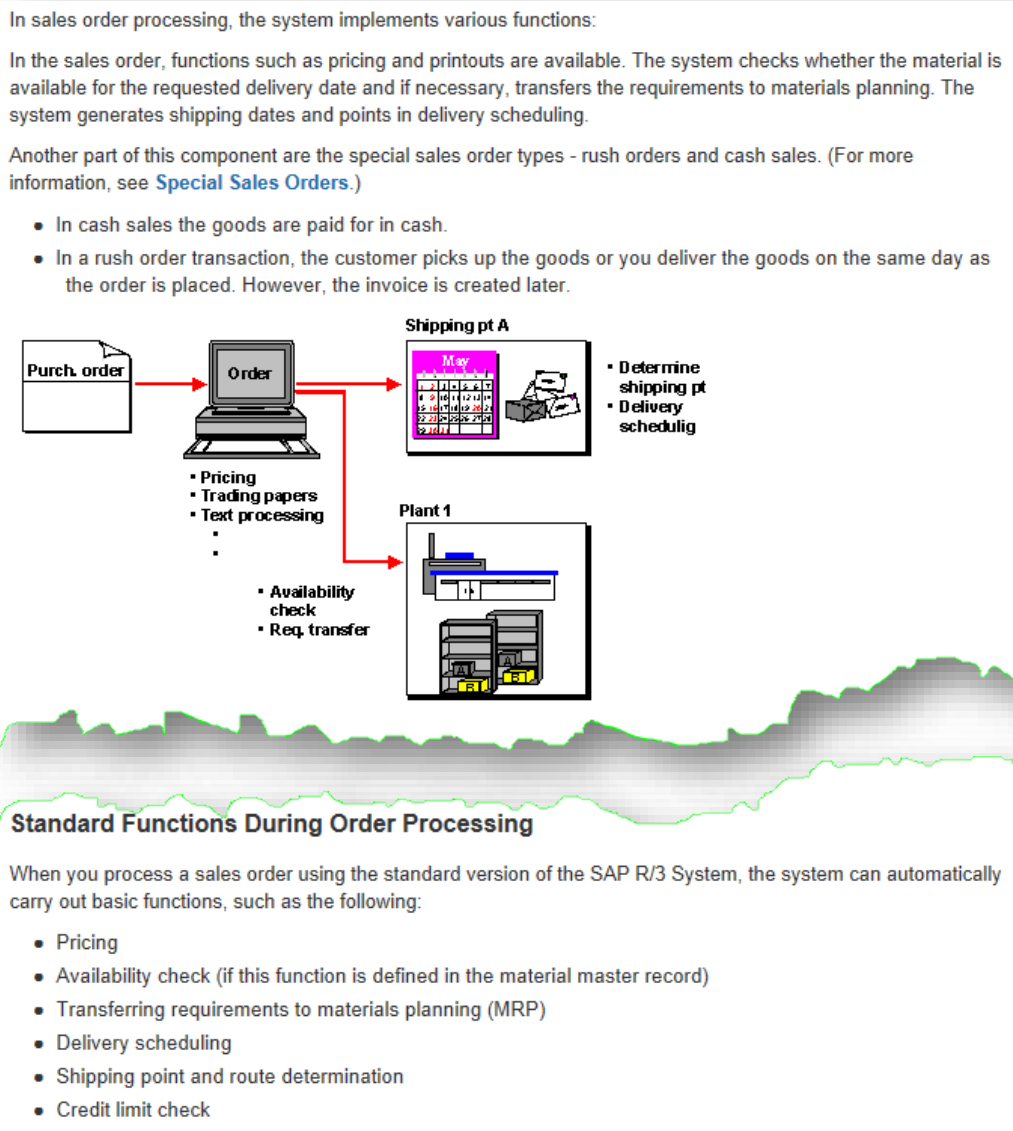 In sales order processing, the system implements various functions:
In the sales order, functions such as pricing and printouts are available. The system checks whether the material is
available for the requested delivery date and if necessary, transfers the requirements to materials planning. The
system generates shipping dates and points in delivery scheduling.
Another part of this component are the special sales order types - rush orders and cash sales. (For more
information, see Special Sales Orders.)
• In cash sales the goods are paid for in cash.
• In a rush order transaction, the customer picks up the goods or you deliver the goods on the same day as
the order is placed. However, the invoice is created later.
Shipping pt A
Purch. order
Order
May
• Determine
shipping pt
• Delivery
schedulig
• Pricing
• Trading papers
• Text processing
Plant 1
• Availability
check
• Req. transfer
A
A
B
B
Standard Functions During Order Processing
When you process a sales order using the standard version of the SAP R/3 System, the system can automatically
carry out basic functions, such as the following:
• Pricing
• Availability check (if this function is defined in the material master record)
• Transferring requirements to materials planning (MRP)
• Delivery scheduling
• Shipping point and route determination
• Credit limit check